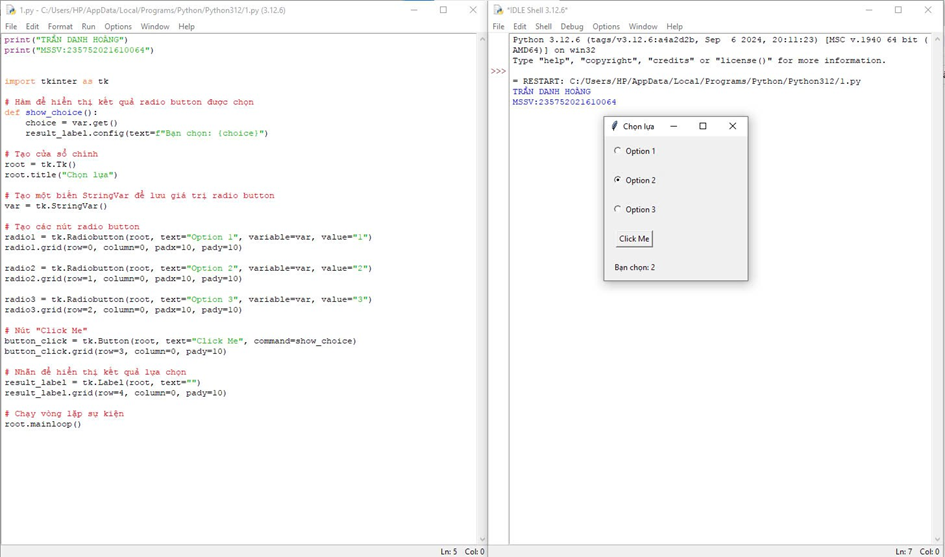 1.py - C:/Users/HP/AppData/Local/Programs/Python/Python312/1.py (3.12.6)
File Edit Format Run Options Window Help
print("TRẦN DANH HOÀNG")
print("MSSV:235752021610064")
import tkinter as tk
# Hàm để hiển thị kết quả radio button được chọn
def show_choice():
    choice = var.get()
    result_label.config(text=f"Bạn chọn: {choice}")
# Tạo cửa sổ chính
root = tk.Tk()
root.title("Chọn lựa")
# Tạo một biến StringVar để lưu giá trị radio button
var = tk.StringVar()
# Tạo các nút radio button
radio1 = tk.Radiobutton(root, text="Option 1", variable=var, value="1")
radio1.grid(row=0, column=0, padx=10, pady=10)
radio2 = tk.Radiobutton(root, text="Option 2", variable=var, value="2")
radio2.grid(row=1, column=0, padx=10, pady=10)
radio3 = tk.Radiobutton(root, text="Option 3", variable=var, value="3")
radio3.grid(row=2, column=0, padx=10, pady=10)
# Nút "Click Me"
button_click = tk.Button(root, text="Click Me", command=show_choice)
button_click.grid(row=3, column=0, pady=10)
# Nhãn để hiển thị kết quả lựa chọn
result_label = tk.Label(root, text="")
result_label.grid(row=4, column=0, pady=10)
# Chạy vòng lặp sự kiện
root.mainloop()
Ln: 5 Col: 0
*IDLE Shell 3.12.6*
File Edit Shell Debug Options Window Help
Python 3.12.6 (tags/v3.12.6:a4a2d2b, Sep  6 2024, 20:11:23) [MSC v.1940 64 bit (
AMD64)] on win32
Type "help", "copyright", "credits" or "license()" for more information.
>>>
= RESTART: C:/Users/HP/AppData/Local/Programs/Python/Python312/1.py
TRẦN DANH HOÀNG
MSSV:235752021610064
Chọn lựa
Option 1
Option 2
Option 3
Click Me
Bạn chọn: 2
Ln: 7 Col: 0